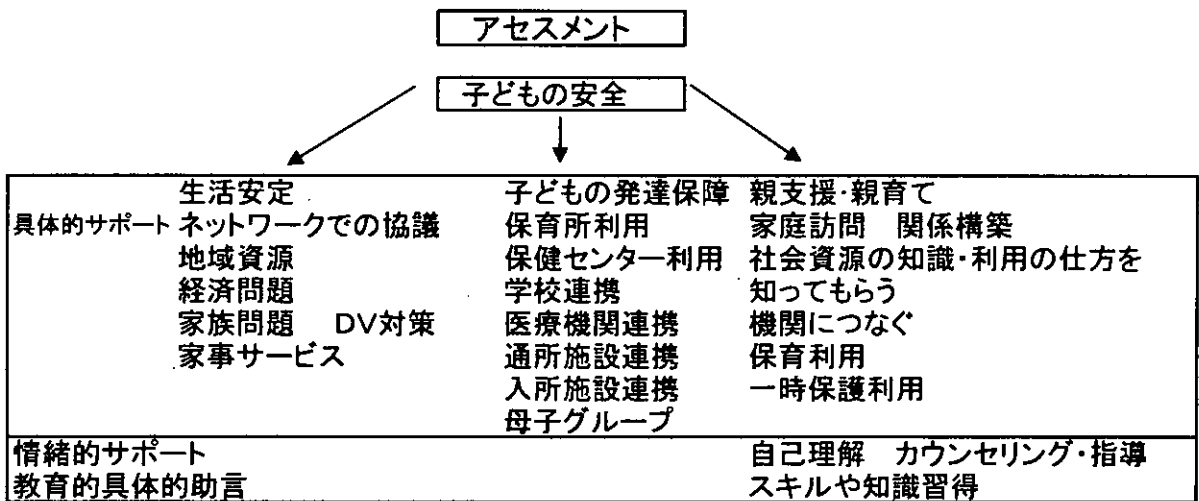 アセスメント
子どもの安全
生活安定 子どもの発達保障 親支援・親育て
具体的サポート ネットワークでの協議 保育所利用 家庭訪問 関係構築
地域資源 保健センター利用 社会資源の知識・利用の仕方を
経済問題 学校連携 知ってもらう
家族問題 DV対策 医療機関連携 機関につなぐ
家事サービス 通所施設連携 保育利用
入所施設連携 一時保護利用
母子グループ
情緒的サポート 自己理解 カウンセリング・指導
教育的具体的助言 スキルや知識習得